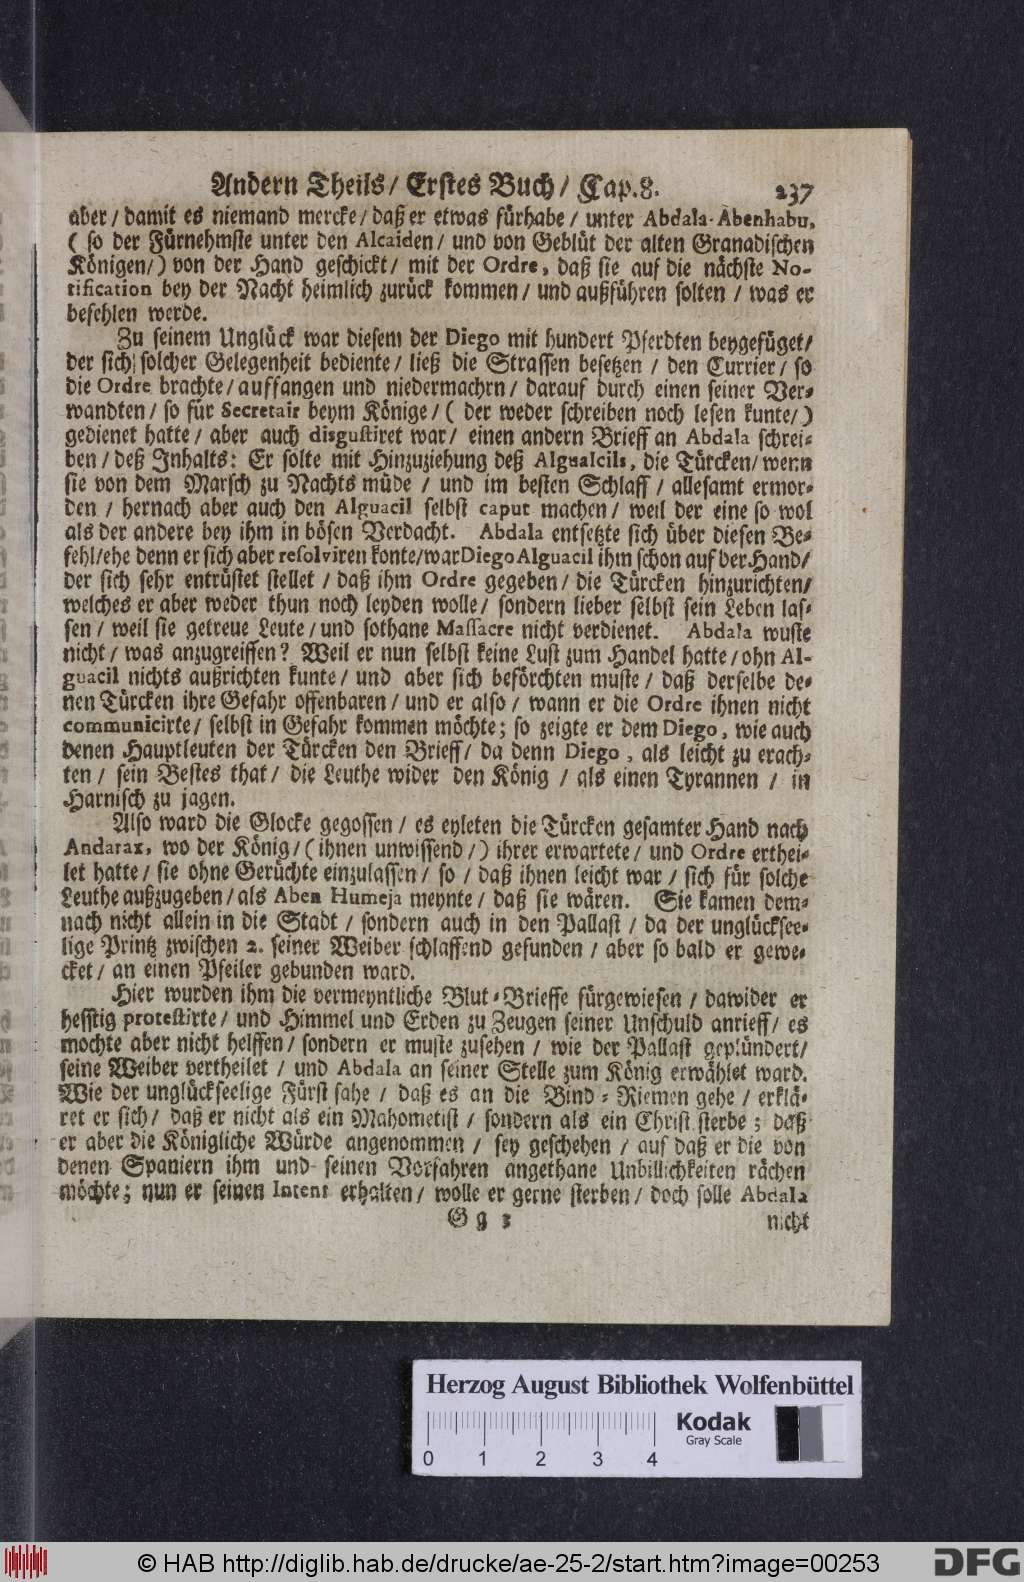 Andern Theils/ Erstes Buch/ Cap. 8. 237
aber/ damit es niemand mercke/ daß er etwas fürhabe/ unter Abdala-Abenhabu,
( so der Fürnehmste unter den Alcaiden/ und von Geblüt der alten Granadischen
Königen/) von der Hand geschickt/ mit der Ordre, daß sie auf die nächste No-
tification bey der Nacht heimlich zurück kommen/ und außführen solten/ was er
befehlen werde.
Zu seinem Unglück war diesem der Diego mit hundert Pferdten beygefüget/
der sich solcher Gelegenheit bediente/ ließ die Strassen besetzen/ den Currier/ so
die Ordre brachte/ auffangen und niedermachrn/ darauf durch einen seiner Ver-
wandten/ so für Secretair beym Könige/ ( der weder schreiben noch lesen kunte/)
gedienet hatte/ aber auch disgustiret war/ einen andern Brieff an Abdala schrei-
ben/ deß Inhalts: Er solte mit Hinzuziehung deß Algualcils, die Türcken/ wenn
sie von dem Marsch zu Nachts müde/ und im besten Schlaff/ allesamt ermor-
den/ hernach aber auch den Alguacil selbst caput machen/ weil der eine so wol
als der andere bey ihm in bösen Verdacht. Abdala entsetzte sich über diesen Be-
fehl/ ehe denn er sich aber resolviren konte/ war Diego Alguacil ihm schon auf der Hand/
der sich sehr entrüstet stellet/ daß ihm Ordre gegeben/ die Türcken hinzurichten/
welches er aber weder thun noch leyden wolle/ sondern lieber selbst sein Leben las-
sen/ weil sie getreue Leute/ und sothane Massacre nicht verdienet. Abdala wuste
nicht/ was anzugreiffen? Weil er nun selbst keine Lust zum Handel hatte/ ohn Al-
guacil nichts außrichten kunte/ und aber sich beförchten muste/ daß derselbe de-
nen Türcken ihre Gefahr offenbaren/ und er also/ wann er die Ordre ihnen nicht
communicirte/ selbst in Gefahr kommen möchte; so zeigte er dem Diego, wie auch
denen Hauptleuten der Türcken den Brieff/ da denn Diego, als leicht zu erach-
ten/ sein Bestes that/ die Leuthe wider den König/ als einen Tyrannen/ in
Harnisch zu jagen.
Also ward die Glocke gegossen/ es eyleten die Türcken gesamter Hand nach
Andarax, wo der König/ ( ihnen unwissend/) ihrer erwartete/ und Ordre erthei-
let hatte/ sie ohne Gerüchte einzulassen/ so/ daß ihnen leicht war/ sich für solche
Leuthe außzugeben/ als Aben Humeja meynte/ daß sie wären. Sie kamen dem-
nach nicht allein in die Stadt/ sondern auch in den Pallast/ da der unglücksee-
lige Printz zwischen 2. seiner Weiber schlaffend gefunden/ aber so bald er gewe-
cket/ an einen Pfeiler gebunden ward.
Hier wurden ihm die vermeyntliche Blut-Brieffe fürgewiesen/ dawider er
hefftig protestirte/ und Himmel und Erden zu Zeugen seiner Unschuld anrieff/ es
mochte aber nicht helffen/ sondern er muste zusehen/ wie der Pallast geplündert/
seine Weiber vertheilet/ und Abdala an seiner Stelle zum König erwählet ward.
Wie der unglückseelige Fürst sahe/ daß es an die Bind-Riemen gehe/ erklä-
ret er sich/ daß er nicht als ein Mahometist/ sondern als ein Christ sterbe; daß
er aber die Königliche Würde angenommen/ sey geschehen/ auf daß er die von
denen Spaniern ihm und seinen Vorfahren angethane Unbillichkeiten rächen
möchte; nun er seinen Intent erhalten/ wolle er gerne sterben/ doch solle Abdala
G g 3 nicht
Herzog August Bibliothek Wolfenbüttel
Kodak
Gray Scale
0 1 2 3 4
© HAB http://diglib.hab.de/drucke/ae-25-2/start.htm?image=00253
DFG